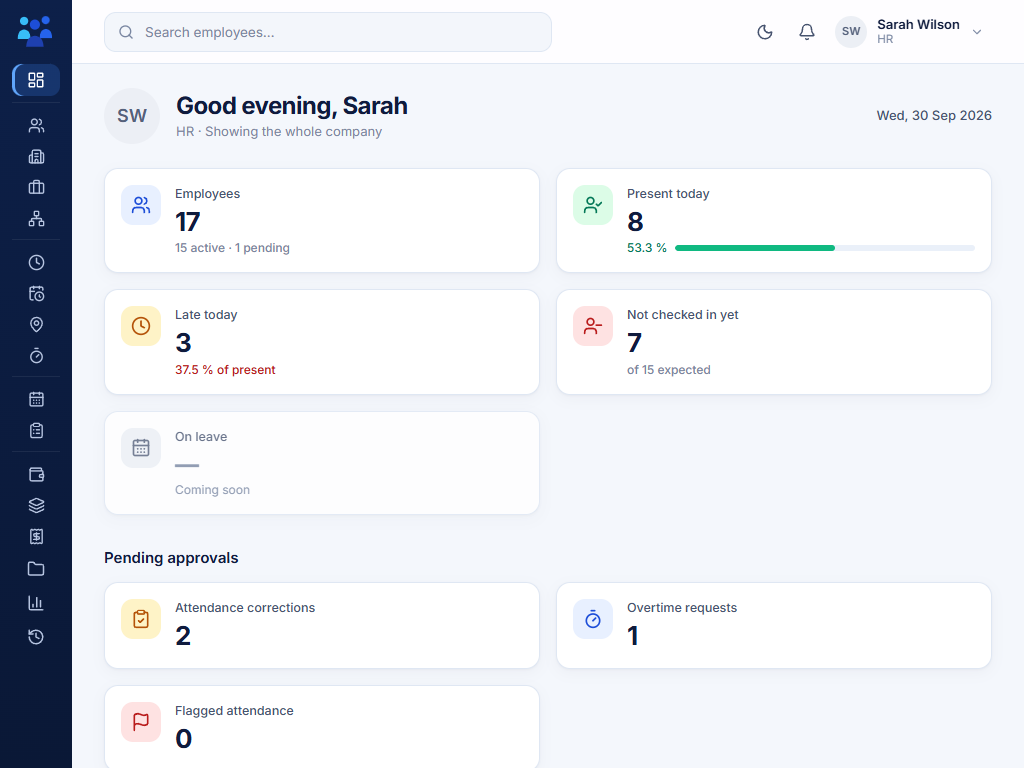 Search employees...
SW
Sarah Wilson
HR
SW
Good evening, Sarah
HR · Showing the whole company
Wed, 30 Sep 2026
Employees
17
15 active · 1 pending
Present today
8
53.3 %
Late today
3
37.5 % of present
Not checked in yet
7
of 15 expected
On leave
—
Coming soon
Pending approvals
Attendance corrections
2
Overtime requests
1
Flagged attendance
0